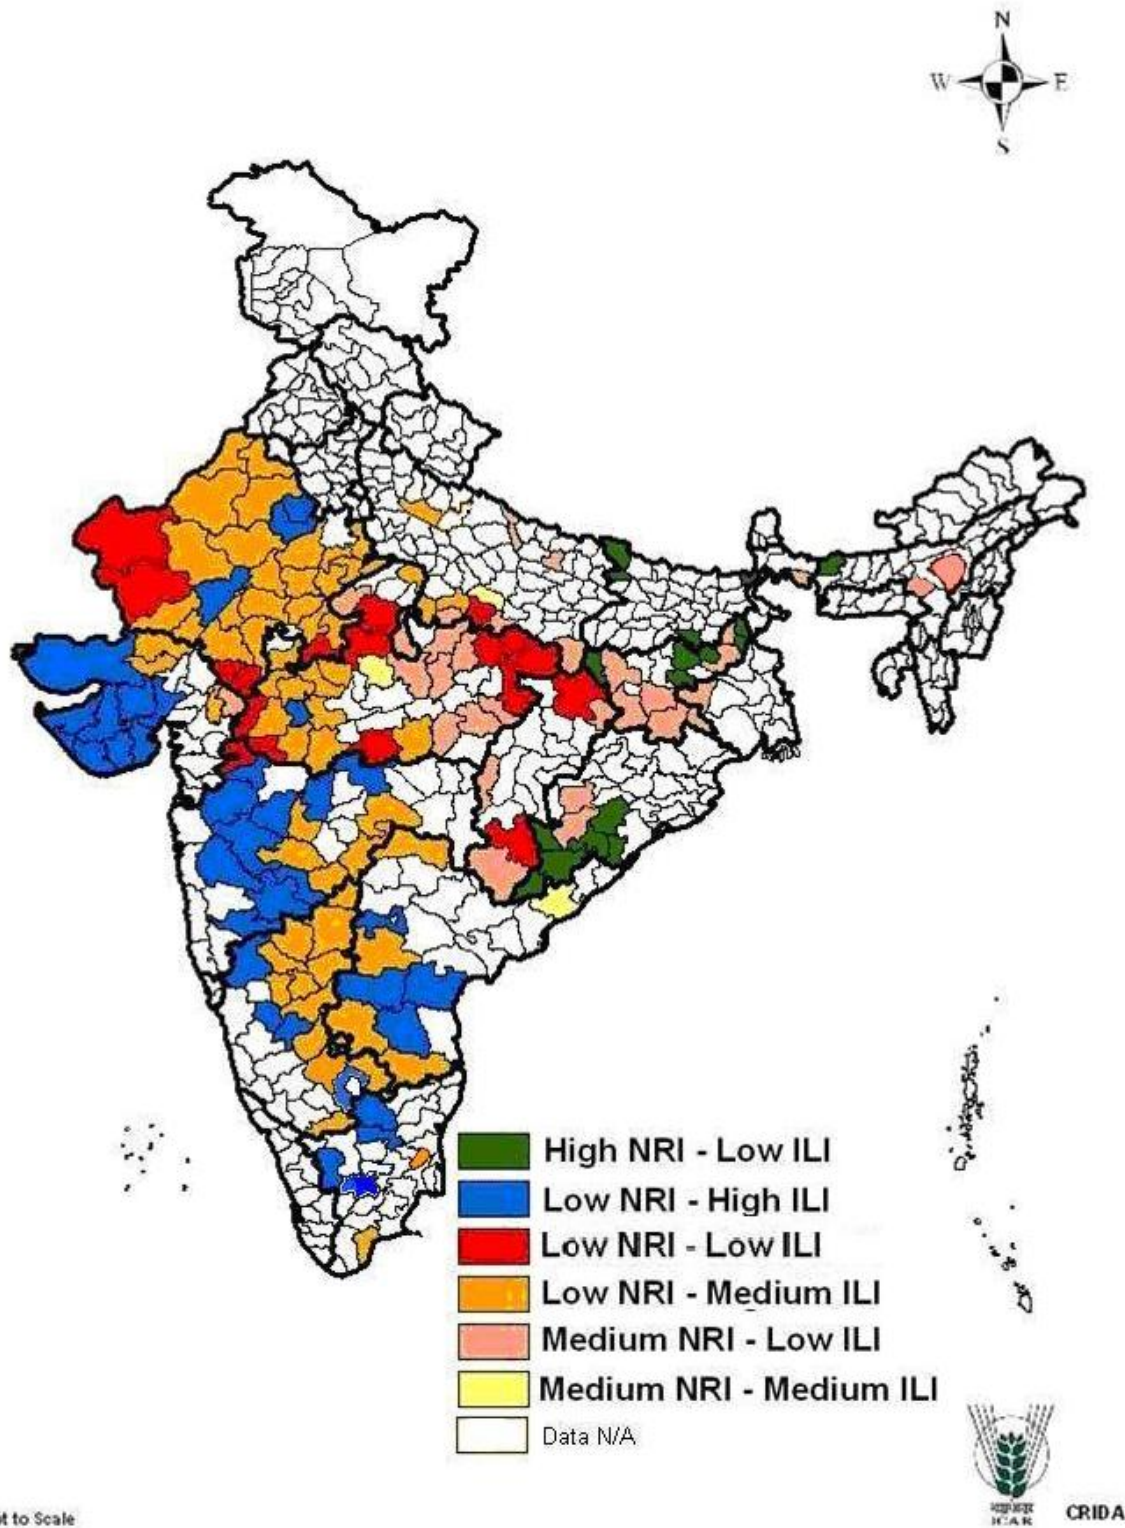 N
W E
S
High NRI - Low ILI
Low NRI - High ILI
Low NRI - Low ILI
Low NRI - Medium ILI
Medium NRI - Low ILI
Medium NRI - Medium ILI
Data N/A
ICAR
CRIDA
t to Scale